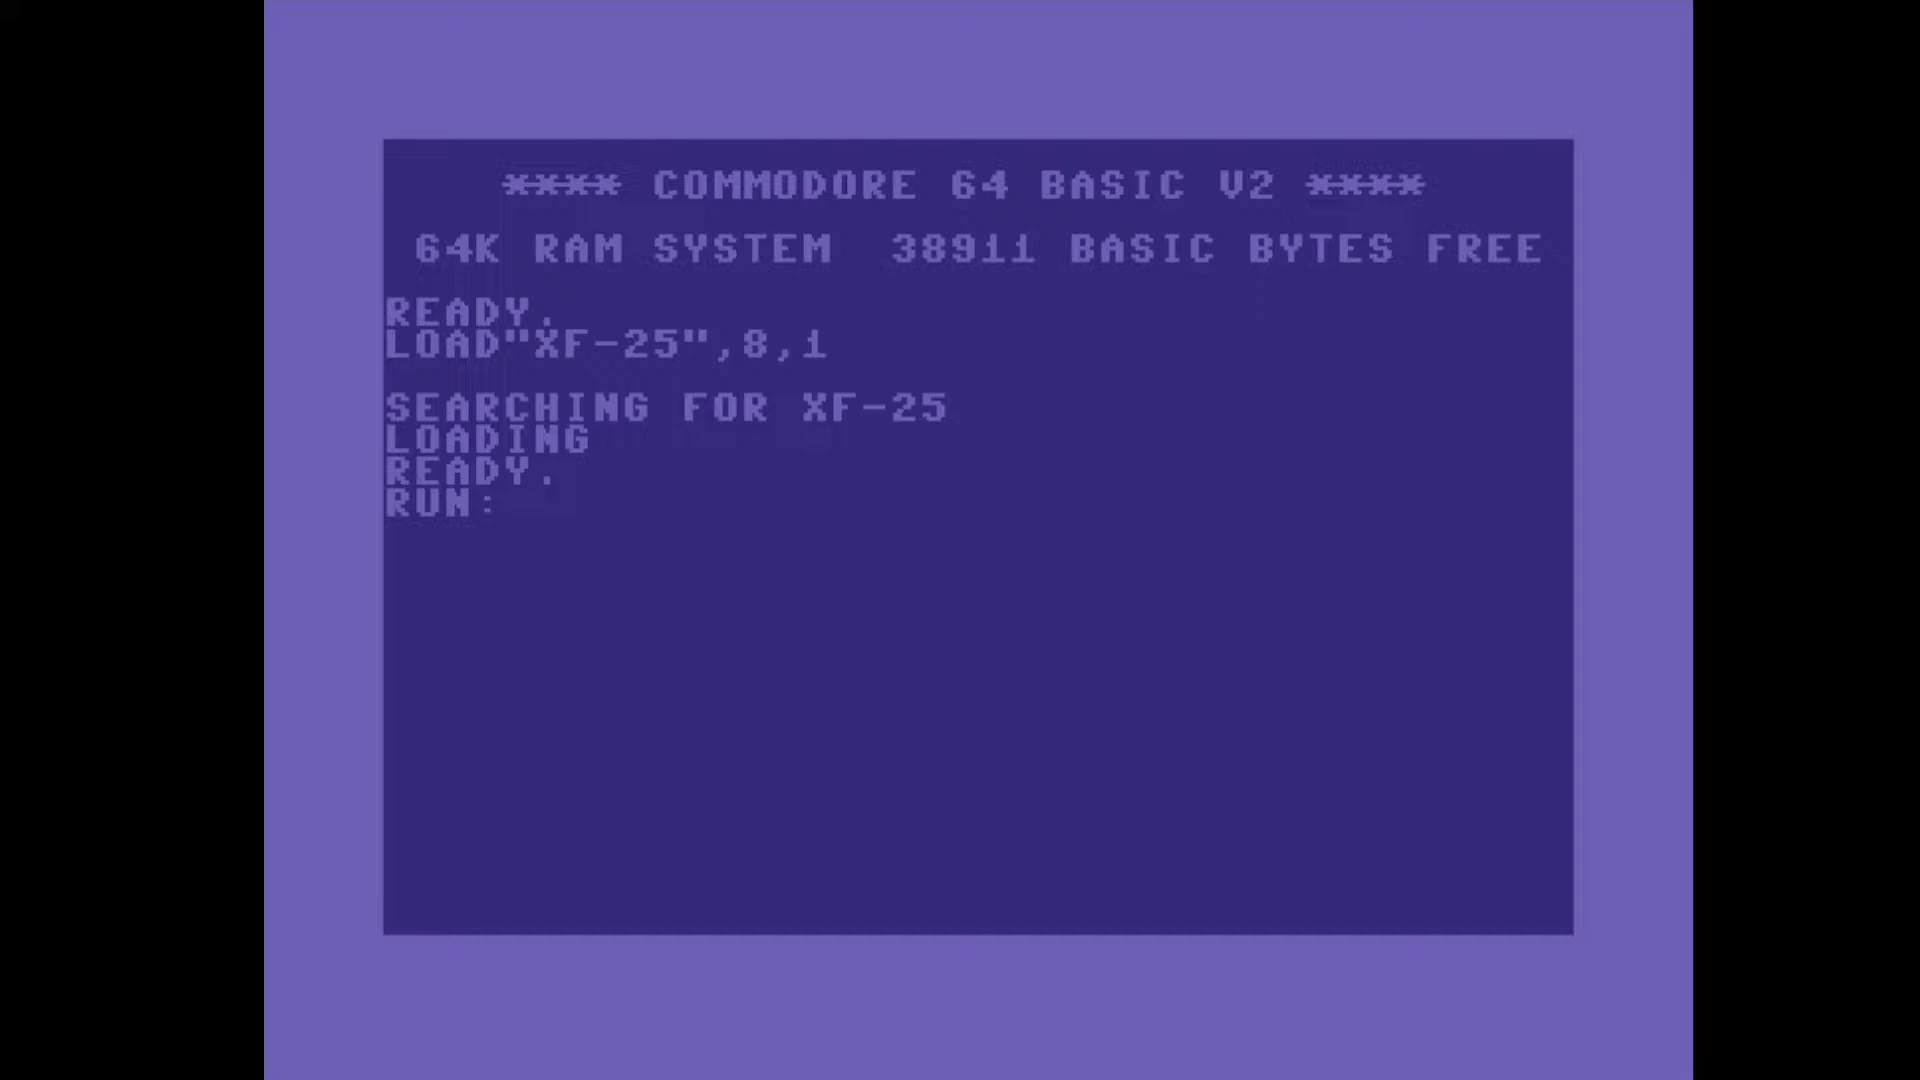 **** COMMODORE 64 BASIC V2 ****
64K RAM SYSTEM  38911 BASIC BYTES FREE
READY.
LOAD"XF-25",8,1
SEARCHING FOR XF-25
LOADING
READY.
RUN: